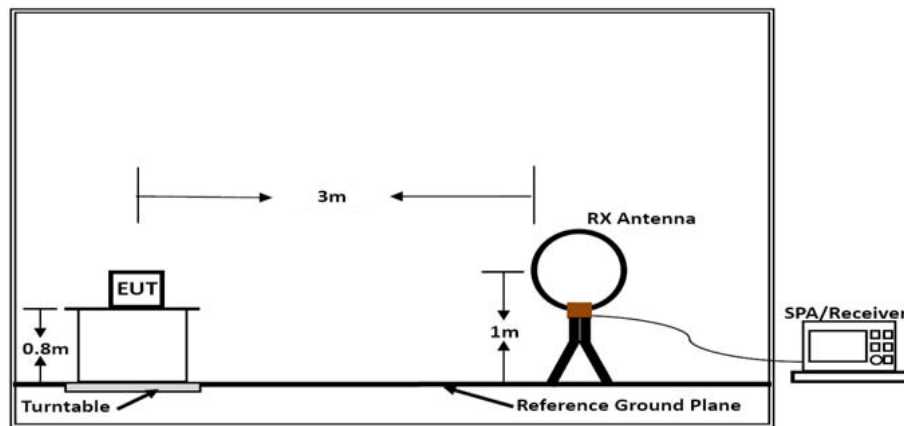 3m
RX Antenna
EUT
SPA/Receiver
0.8m
1m
Turntable
Reference Ground Plane